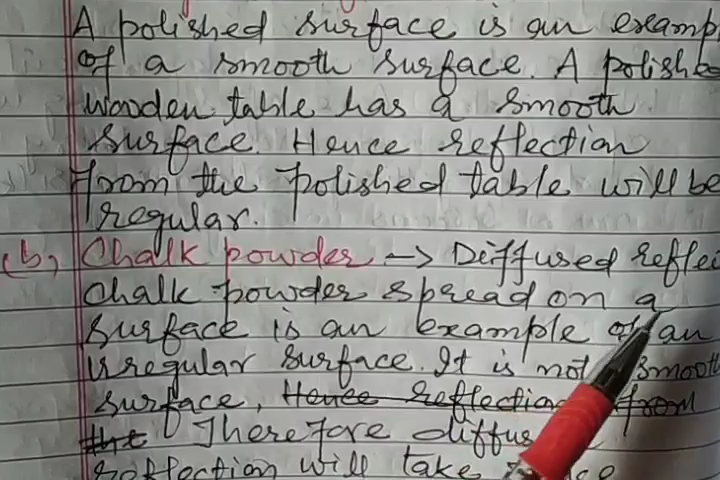 A polished surface is an examp
of a smooth surface. A polishe
wooden table has a smooth
surface. Hence reflection
from the polished table will be
regular.
(b) Chalk powder -> Diffused reflec
Chalk powder spread on a
surface is an example of an
irregular surface. It is not smooth
surface, Hence reflection from
the Therefore diffus
reflection will take